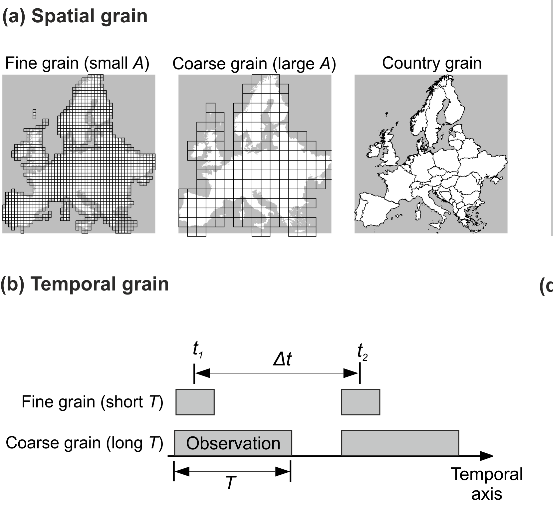 (a) Spatial grain
Fine grain (small A)
Coarse grain (large A)
Country grain
(b) Temporal grain
t1
Δt
t2
Fine grain (short T)
Coarse grain (long T)
Observation
T
Temporal
axis